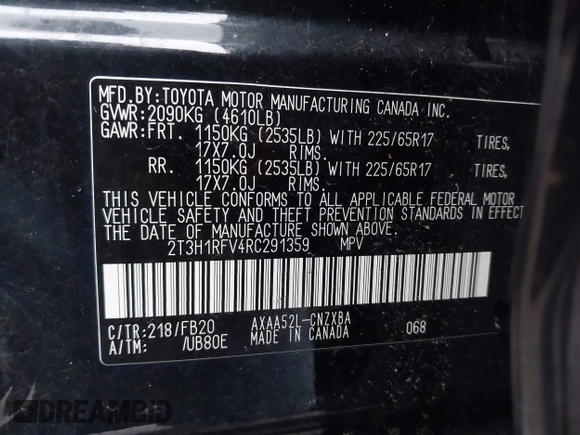 MFD.BY:TOYOTA MOTOR MANUFACTURING CANADA INC.
GVWR:2090KG (4610LB)
GAWR:FRT. 1150KG (2535LB) WITH 225/65R17 TIRES,
17X7.0J RIMS.
RR. 1150KG (2535LB) WITH 225/65R17 TIRES,
17X7.0J RIMS.
THIS VEHICLE CONFORMS TO ALL APPLICABLE FEDERAL MOTOR
VEHICLE SAFETY AND THEFT PREVENTION STANDARDS IN EFFECT
THE DATE OF MANUFACTURE SHOWN ABOVE.
2T3H1RFV4RC291359 MPV
C/TR:218/FB20 AXAA52L-CNZXBA 068
A/TM: /UB80E MADE IN CANADA
DREAMBID